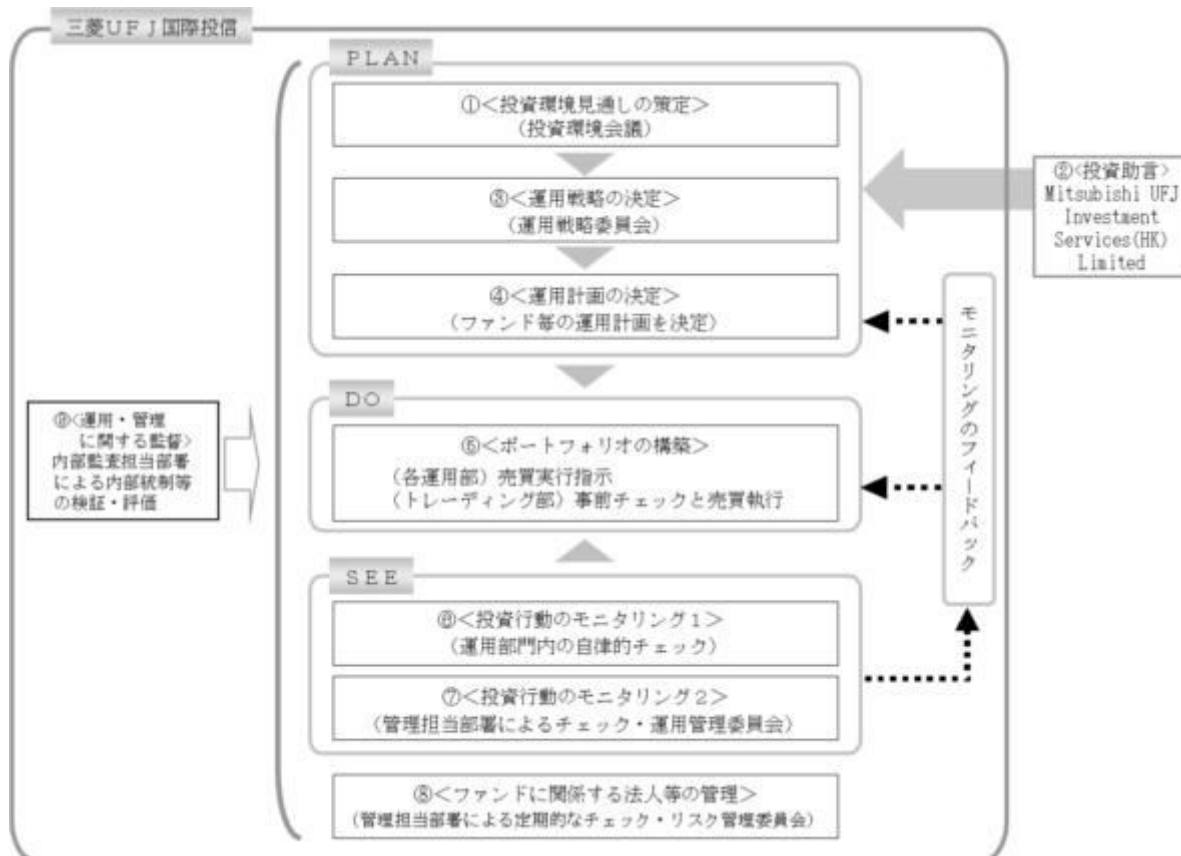 三菱UFJ国際投信
PLAN
①<投資環境見通しの策定>
(投資環境会議)
②<投資助言>
Mitsubishi UFJ
Investment
Services(HK)
Limited
③<運用戦略の決定>
(運用戦略委員会)
④<運用計画の決定>
(ファンド毎の運用計画を決定)
モニタリングのフィードバック
DO
⑤<ポートフォリオの構築>
(各運用部)売買実行指示
(トレーディング部)事前チェックと売買執行
⑨<運用・管理
に関する監督>
内部監査担当部署
による内部統制等
の検証・評価
SEE
⑥<投資行動のモニタリング1>
(運用部門内の自律的チェック)
⑦<投資行動のモニタリング2>
(管理担当部署によるチェック・運用管理委員会)
⑧<ファンドに関係する法人等の管理>
(管理担当部署による定期的なチェック・リスク管理委員会)